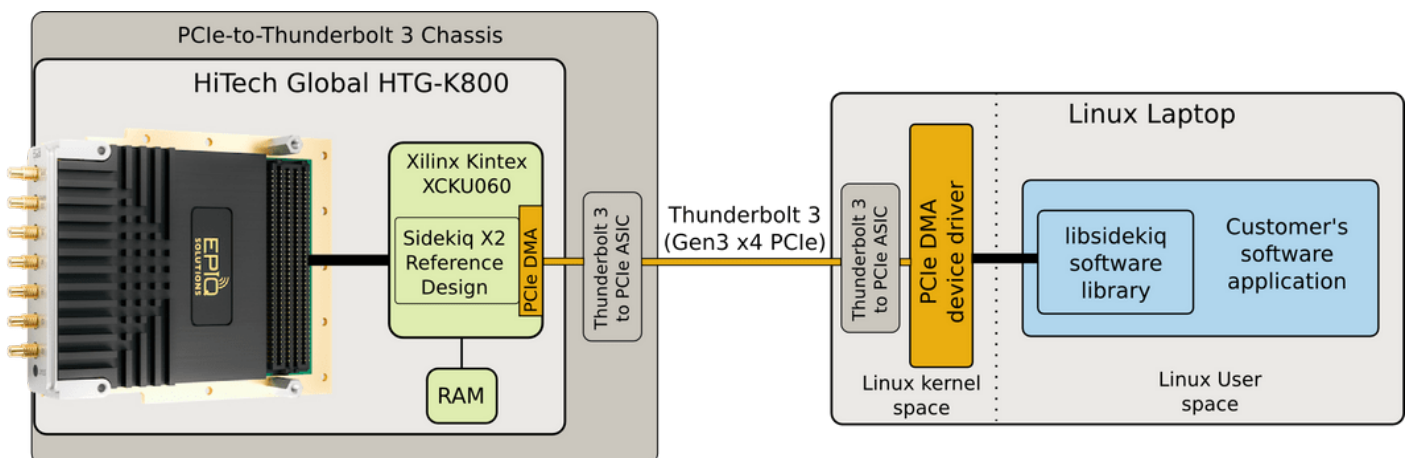 PCIe-to-Thunderbolt 3 Chassis
HiTech Global HTG-K800
EPIQ
SOLUTIONS
Xilinx Kintex
XCKU060
Sidekiq X2
Reference
Design
PCIe DMA
RAM
Thunderbolt 3
to PCIe ASIC
Thunderbolt 3
(Gen3 x4 PCIe)
Linux Laptop
Thunderbolt 3
to PCIe ASIC
PCIe DMA
device driver
libsidekiq
software
library
Customer's
software
application
Linux kernel
space
Linux User
space